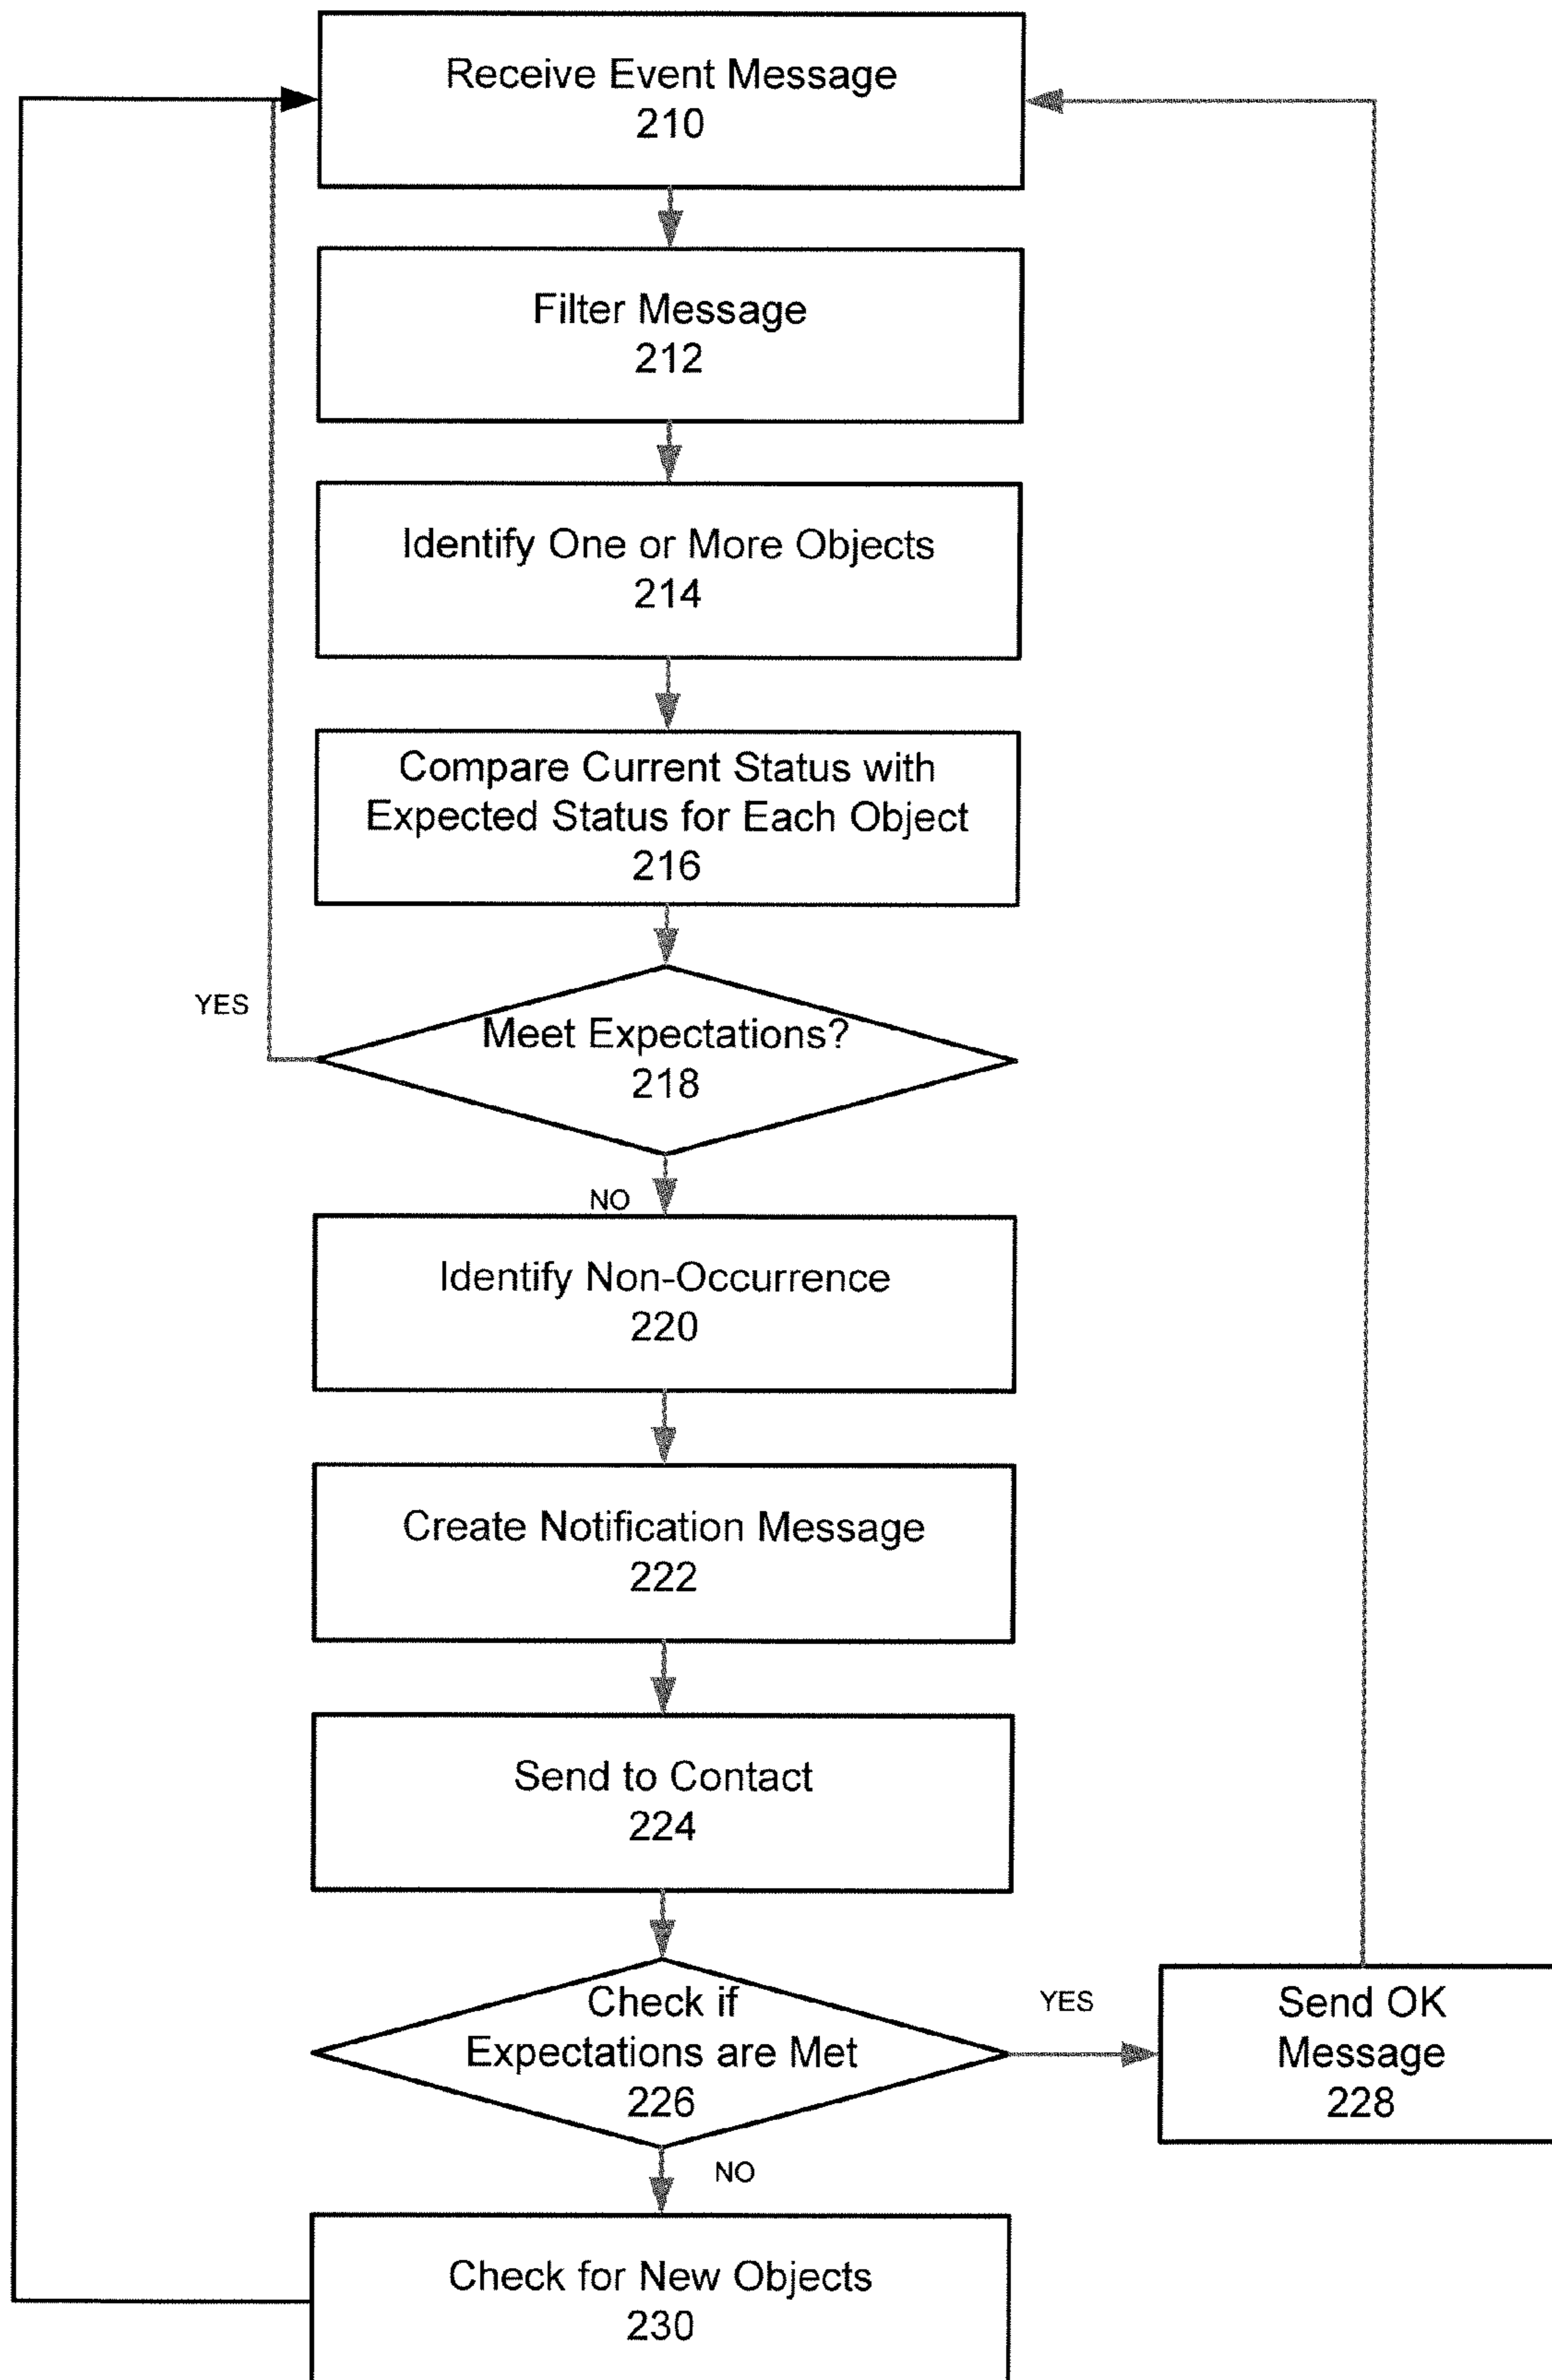 Receive Event Message
210
Filter Message
212
Identify One or More Objects
214
Compare Current Status with
Expected Status for Each Object
216
YES
Meet Expectations?
218
NO
Identify Non-Occurrence
220
Create Notification Message
222
Send to Contact
224
Check if
Expectations are Met
226
YES
Send OK
Message
228
NO
Check for New Objects
230